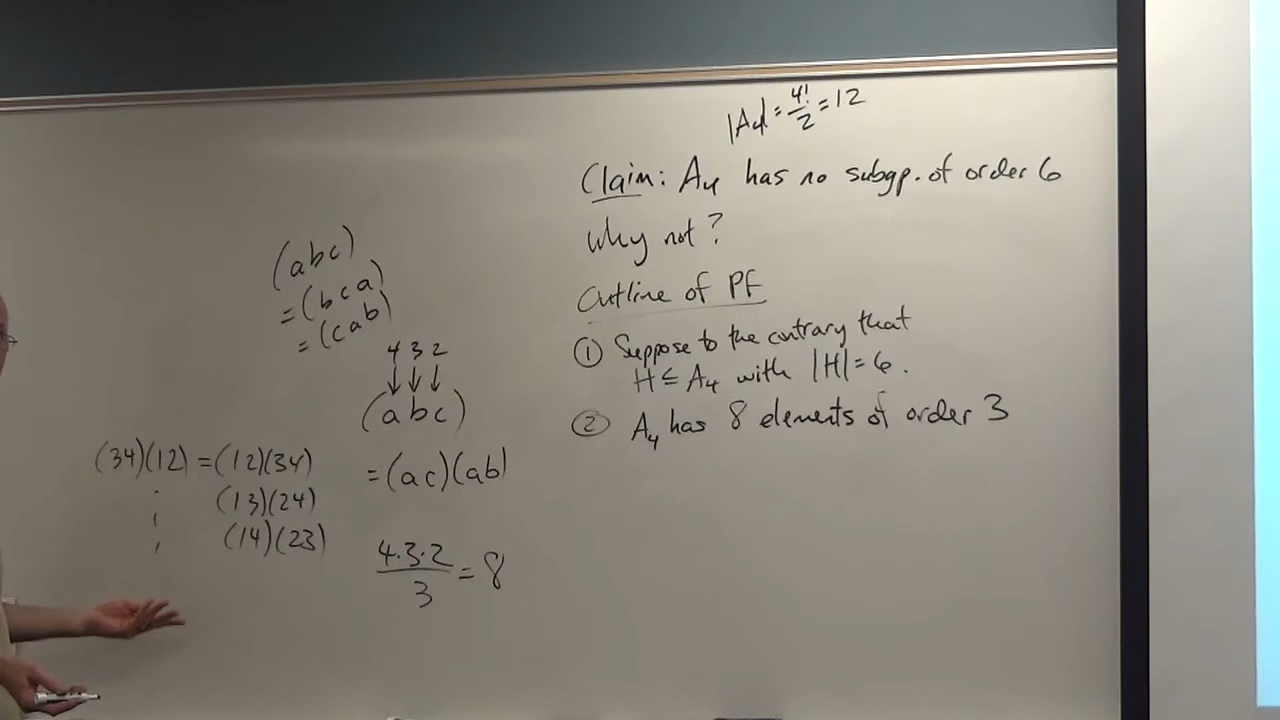 |A4| = 4!/2 = 12
Claim: A4 has no subgp. of order 6
Why not?
Outline of PF
① Suppose to the contrary that
H ≤ A4 with |H| = 6.
② A4 has 8 elements of order 3
(abc)
= (bca)
= (cab)
4 3 2
↓ ↓ ↓
(abc)
= (ac)(ab)
4·3·2/3 = 8
(34)(12) = (12)(34)
(13)(24)
(14)(23)